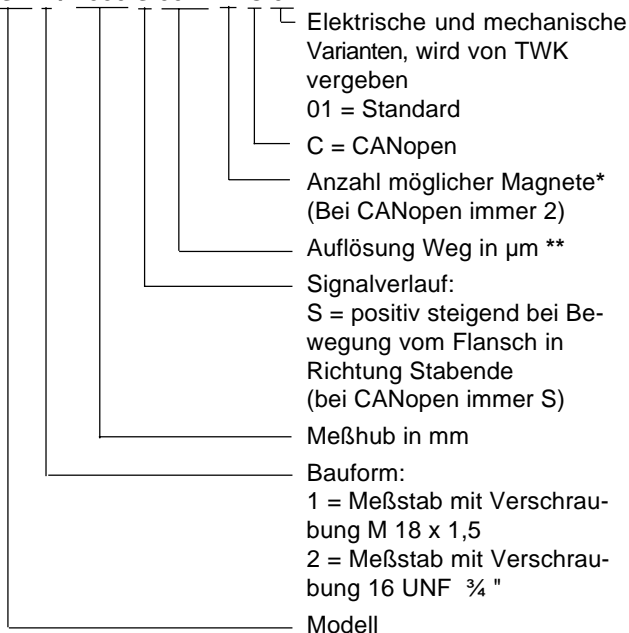 Elektrische und mechanische
Varianten, wird von TWK
vergeben
01 = Standard
C = CANopen
Anzahl möglicher Magnete*
(Bei CANopen immer 2)
Auflösung Weg in µm **
Signalverlauf:
S = positiv steigend bei Be-
wegung vom Flansch in
Richtung Stabende
(bei CANopen immer S)
Meßhub in mm
Bauform:
1 = Meßstab mit Verschrau-
bung M 18 x 1,5
2 = Meßstab mit Verschrau-
bung 16 UNF ¾ "
Modell